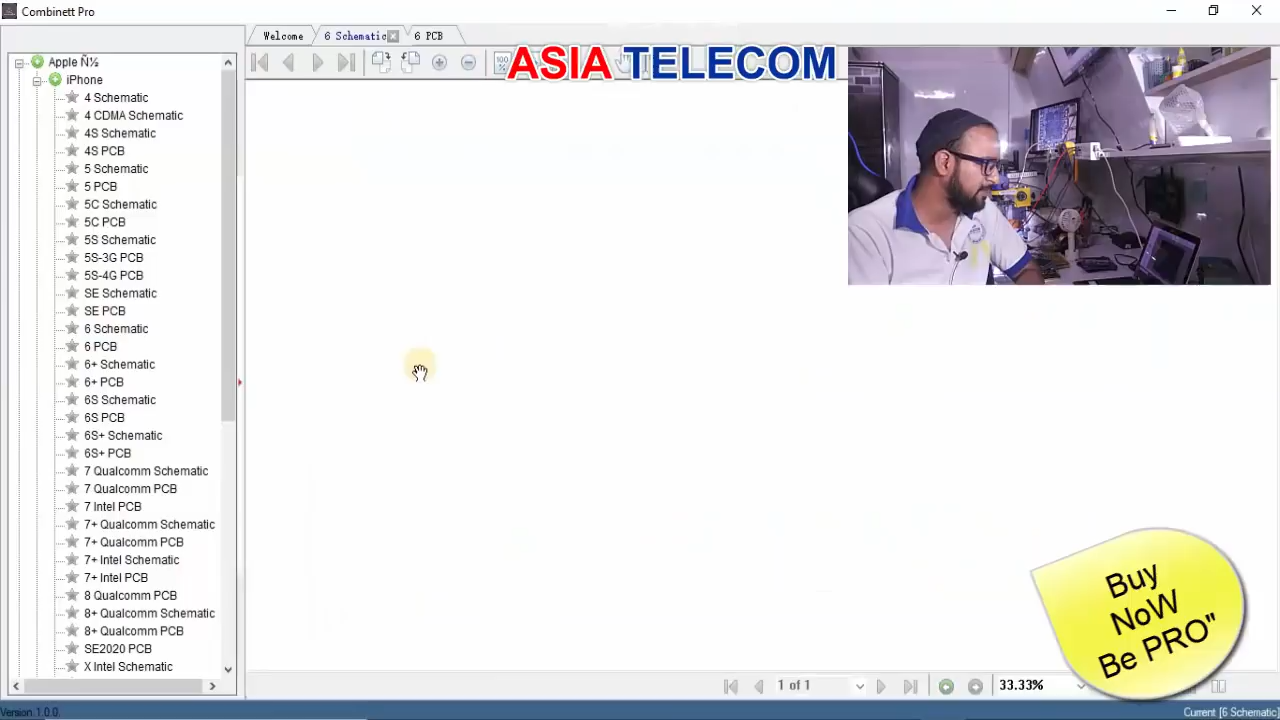 Combinett Pro
Welcome
6 Schematic
6 PCB
ASIA TELECOM
Apple Ñ¼
iPhone
4 Schematic
4 CDMA Schematic
4S Schematic
4S PCB
5 Schematic
5 PCB
5C Schematic
5C PCB
5S Schematic
5S-3G PCB
5S-4G PCB
SE Schematic
SE PCB
6 Schematic
6 PCB
6+ Schematic
6+ PCB
6S Schematic
6S PCB
6S+ Schematic
6S+ PCB
7 Qualcomm Schematic
7 Qualcomm PCB
7 Intel PCB
7+ Qualcomm Schematic
7+ Qualcomm PCB
7+ Intel Schematic
7+ Intel PCB
8 Qualcomm PCB
8+ Qualcomm Schematic
8+ Qualcomm PCB
SE2020 PCB
X Intel Schematic
Buy
NoW
Be PRO"
1 of 1
33.33%
Version 1.0.0.
Current [6 Schematic]